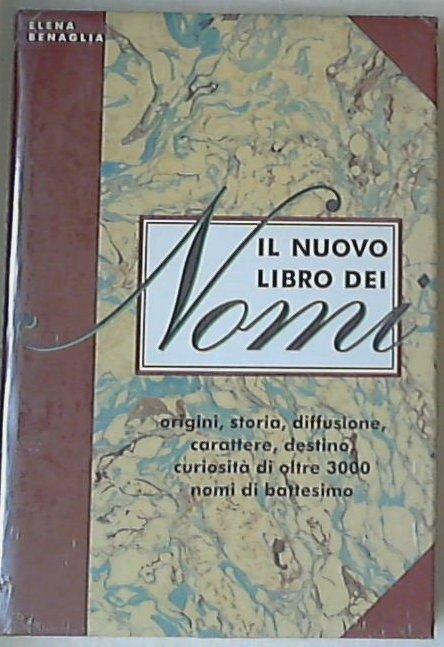 ELENA
BENAGLIA
IL NUOVO
LIBRO DEI
Nomi
origini, storia, diffusione,
carattere, destino,
curiosità di oltre 3000
nomi di battesimo